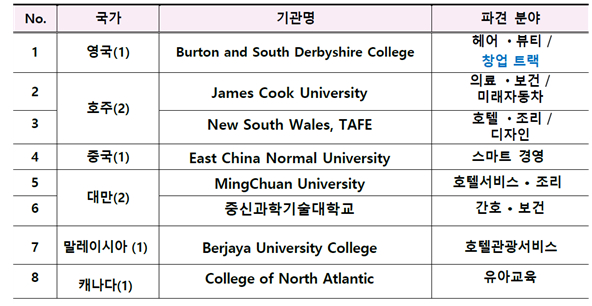 No. 국가 기관명 파견 분야
1 영국(1) Burton and South Derbyshire College 헤어 · 뷰티 /
창업 트랙
2 호주(2) James Cook University 의료 · 보건 /
미래자동차
3 New South Wales, TAFE 호텔 · 조리 /
디자인
4 중국(1) East China Normal University 스마트 경영
5 대만(2) MingChuan University 호텔서비스 · 조리
6 중신과학기술대학교 간호 · 보건
7 말레이시아 (1) Berjaya University College 호텔관광서비스
8 캐나다(1) College of North Atlantic 유아교육